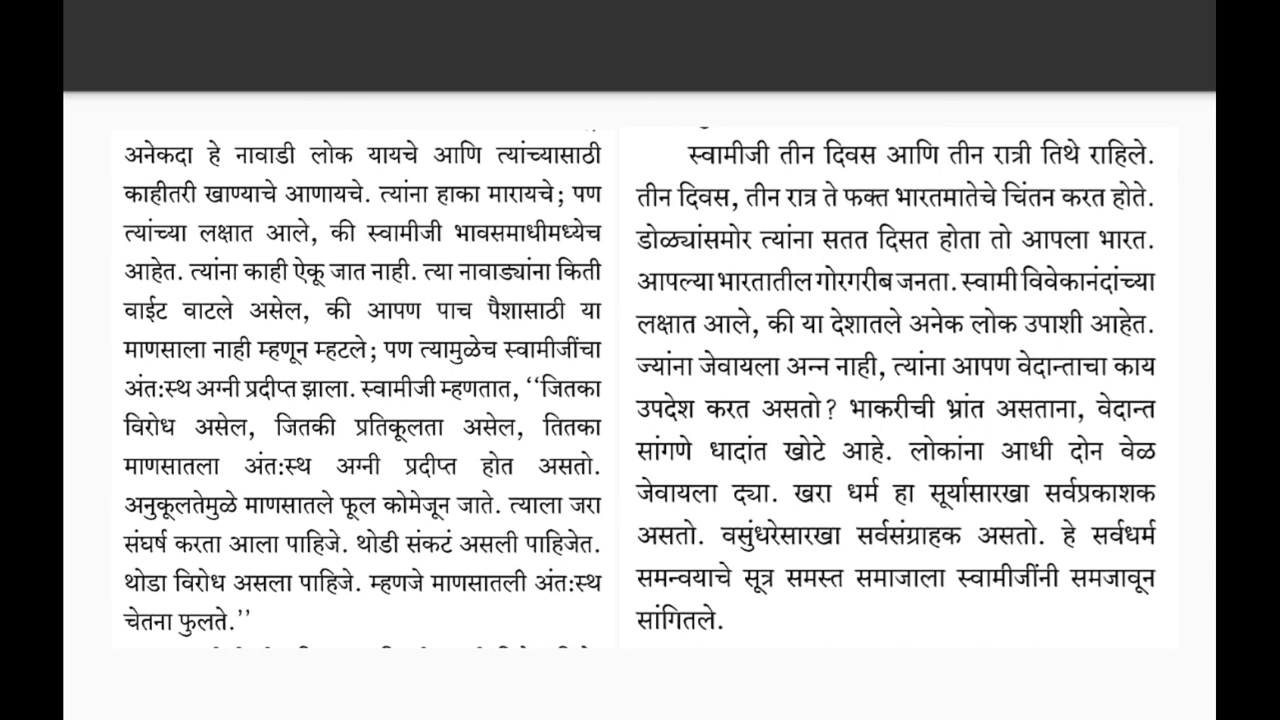 अनेकदा हे नावाडी लोक यायचे आणि त्यांच्यासाठी
काहीतरी खाण्याचे आणायचे. त्यांना हाका मारायचे; पण
त्यांच्या लक्षात आले, की स्वामीजी भावसमाधीमध्येच
आहेत. त्यांना काही ऐकू जात नाही. त्या नावाड्यांना किती
वाईट वाटले असेल, की आपण पाच पैशासाठी या
माणसाला नाही म्हणून म्हटले; पण त्यामुळेच स्वामीजींचा
अंत:स्थ अग्नी प्रदीप्त झाला. स्वामीजी म्हणतात, ‘‘जितका
विरोध असेल, जितकी प्रतिकूलता असेल, तितका
माणसातला अंत:स्थ अग्नी प्रदीप्त होत असतो.
अनुकूलतेमुळे माणसातले फूल कोमेजून जाते. त्याला जरा
संघर्ष करता आला पाहिजे. थोडी संकटं असली पाहिजेत.
थोडा विरोध असला पाहिजे. म्हणजे माणसातली अंत:स्थ
चेतना फुलते.’’
स्वामीजी तीन दिवस आणि तीन रात्री तिथे राहिले.
तीन दिवस, तीन रात्र ते फक्त भारतमातेचे चिंतन करत होते.
डोळ्यांसमोर त्यांना सतत दिसत होता तो आपला भारत.
आपल्या भारतातील गोरगरीब जनता. स्वामी विवेकानंदांच्या
लक्षात आले, की या देशातले अनेक लोक उपाशी आहेत.
ज्यांना जेवायला अन्न नाही, त्यांना आपण वेदान्ताचा काय
उपदेश करत असतो? भाकरीची भ्रांत असताना, वेदान्त
सांगणे धादांत खोटे आहे. लोकांना आधी दोन वेळ
जेवायला द्या. खरा धर्म हा सूर्यासारखा सर्वप्रकाशक
असतो. वसुंधरेसारखा सर्वसंग्राहक असतो. हे सर्वधर्म
समन्वयाचे सूत्र समस्त समाजाला स्वामीजींनी समजावून
सांगितले.